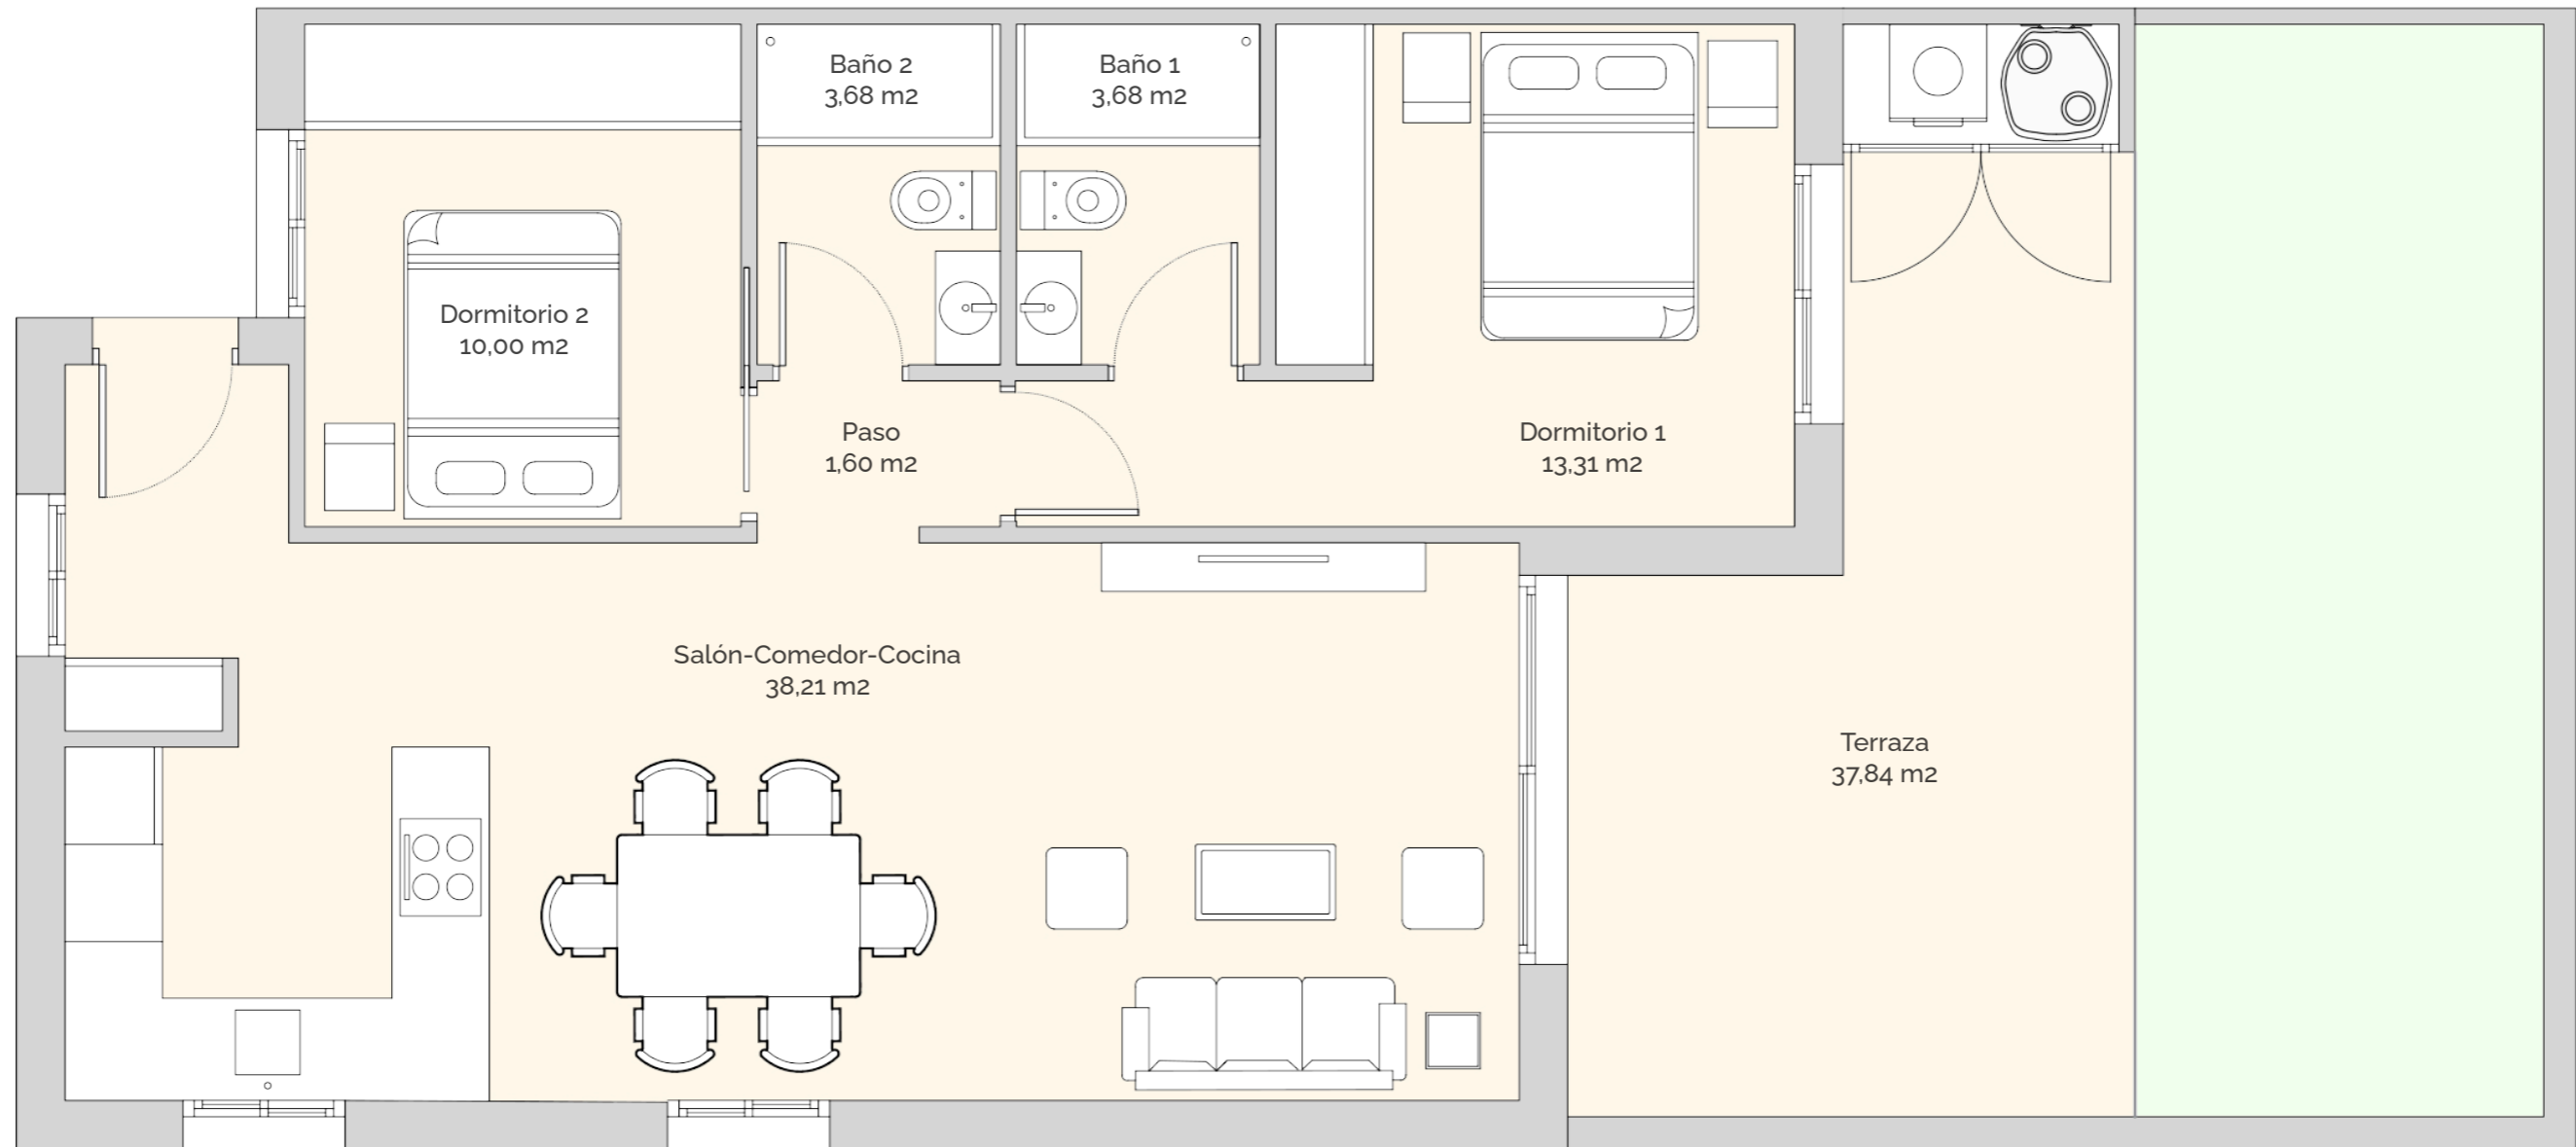 Baño 2
3,68 m2
Baño 1
3,68 m2
Dormitorio 2
10,00 m2
Paso
1,60 m2
Dormitorio 1
13,31 m2
Salón-Comedor-Cocina
38,21 m2
Terraza
37,84 m2